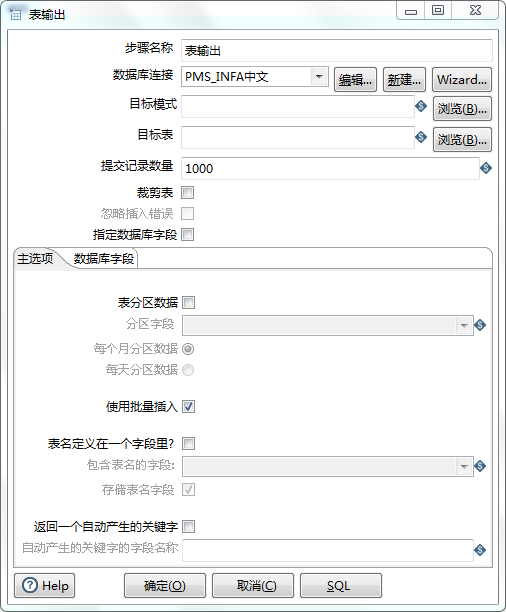 表输出
步骤名称 表输出
数据库连接 PMS_INFA中文 编辑... 新建... Wizard...
目标模式 浏览(B)...
目标表 浏览(B)...
提交记录数量 1000
裁剪表
忽略插入错误
指定数据库字段
主选项 数据库字段
表分区数据
分区字段
每个月分区数据
每天分区数据
使用批量插入
表名定义在一个字段里?
包含表名的字段:
存储表名字段
返回一个自动产生的关键字
自动产生的关键字的字段名称
Help 确定(O) 取消(C) SQL